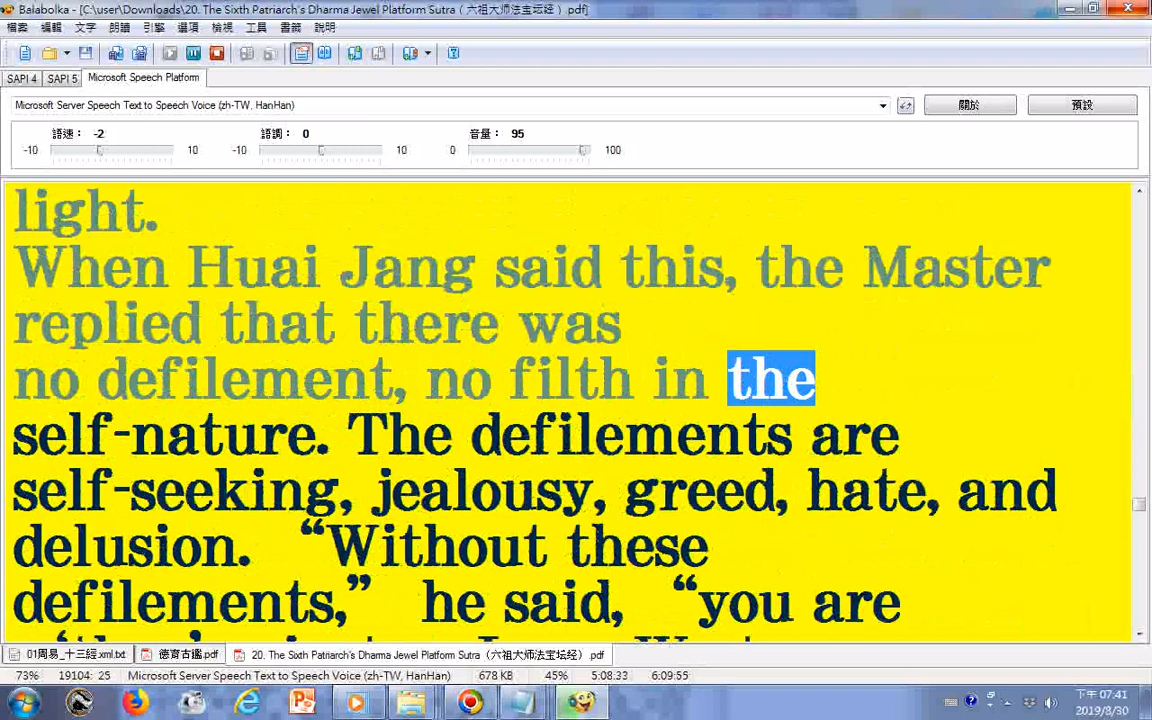 Balabolka - [C:\user\Downloads\20. The Sixth Patriarch's Dharma Jewel Platform Sutra（六祖大师法宝坛经）pdf]
檔案 編輯 文字 朗讀 引擎 選項 檢視 工具 書籤 說明
SAPI 4 SAPI 5 Microsoft Speech Platform
Microsoft Server Speech Text to Speech Voice (zh-TW, HanHan) 關於 預設
語速： -2 語調： 0 音量： 95
-10 10 -10 10 0 100
light.
When Huai Jang said this, the Master
replied that there was
no defilement, no filth in the
self-nature. The defilements are
self-seeking, jealousy, greed, hate, and
delusion. “Without these
defilements,” he said, “you are
01周易_十三經.xml.txt 德育古鑑.pdf 20. The Sixth Patriarch's Dharma Jewel Platform Sutra（六祖大师法宝坛经）.pdf
73% 19104: 25 Microsoft Server Speech Text to Speech Voice (zh-TW, HanHan) 678 KB 45% 5:08:33 6:09:55
下午 07:41
2019/8/30